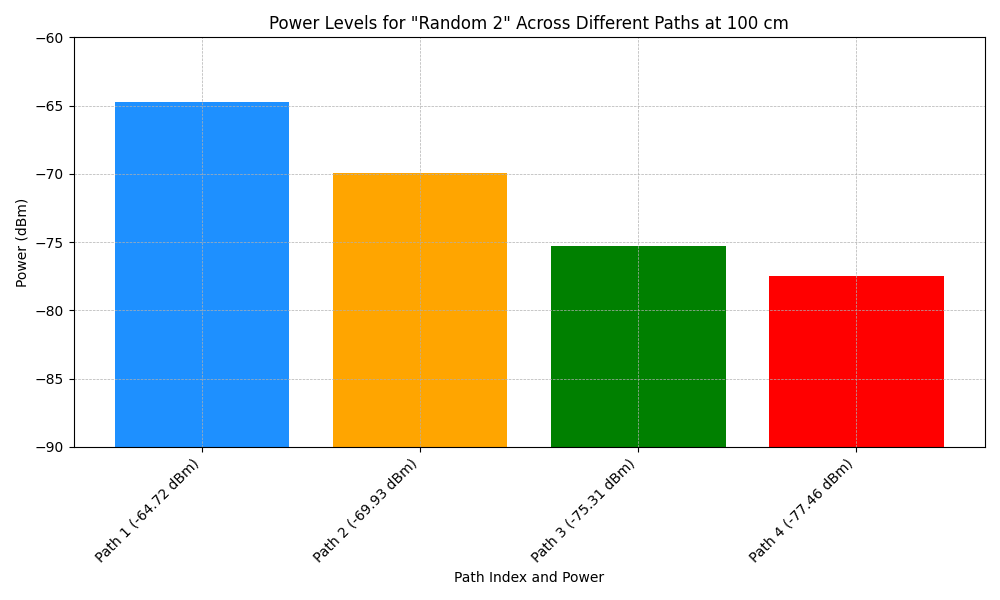 Power Levels for "Random 2" Across Different Paths at 100 cm
−60
−65
−70
−75
−80
−85
−90
Power (dBm)
Path 1 (-64.72 dBm)
Path 2 (-69.93 dBm)
Path 3 (-75.31 dBm)
Path 4 (-77.46 dBm)
Path Index and Power